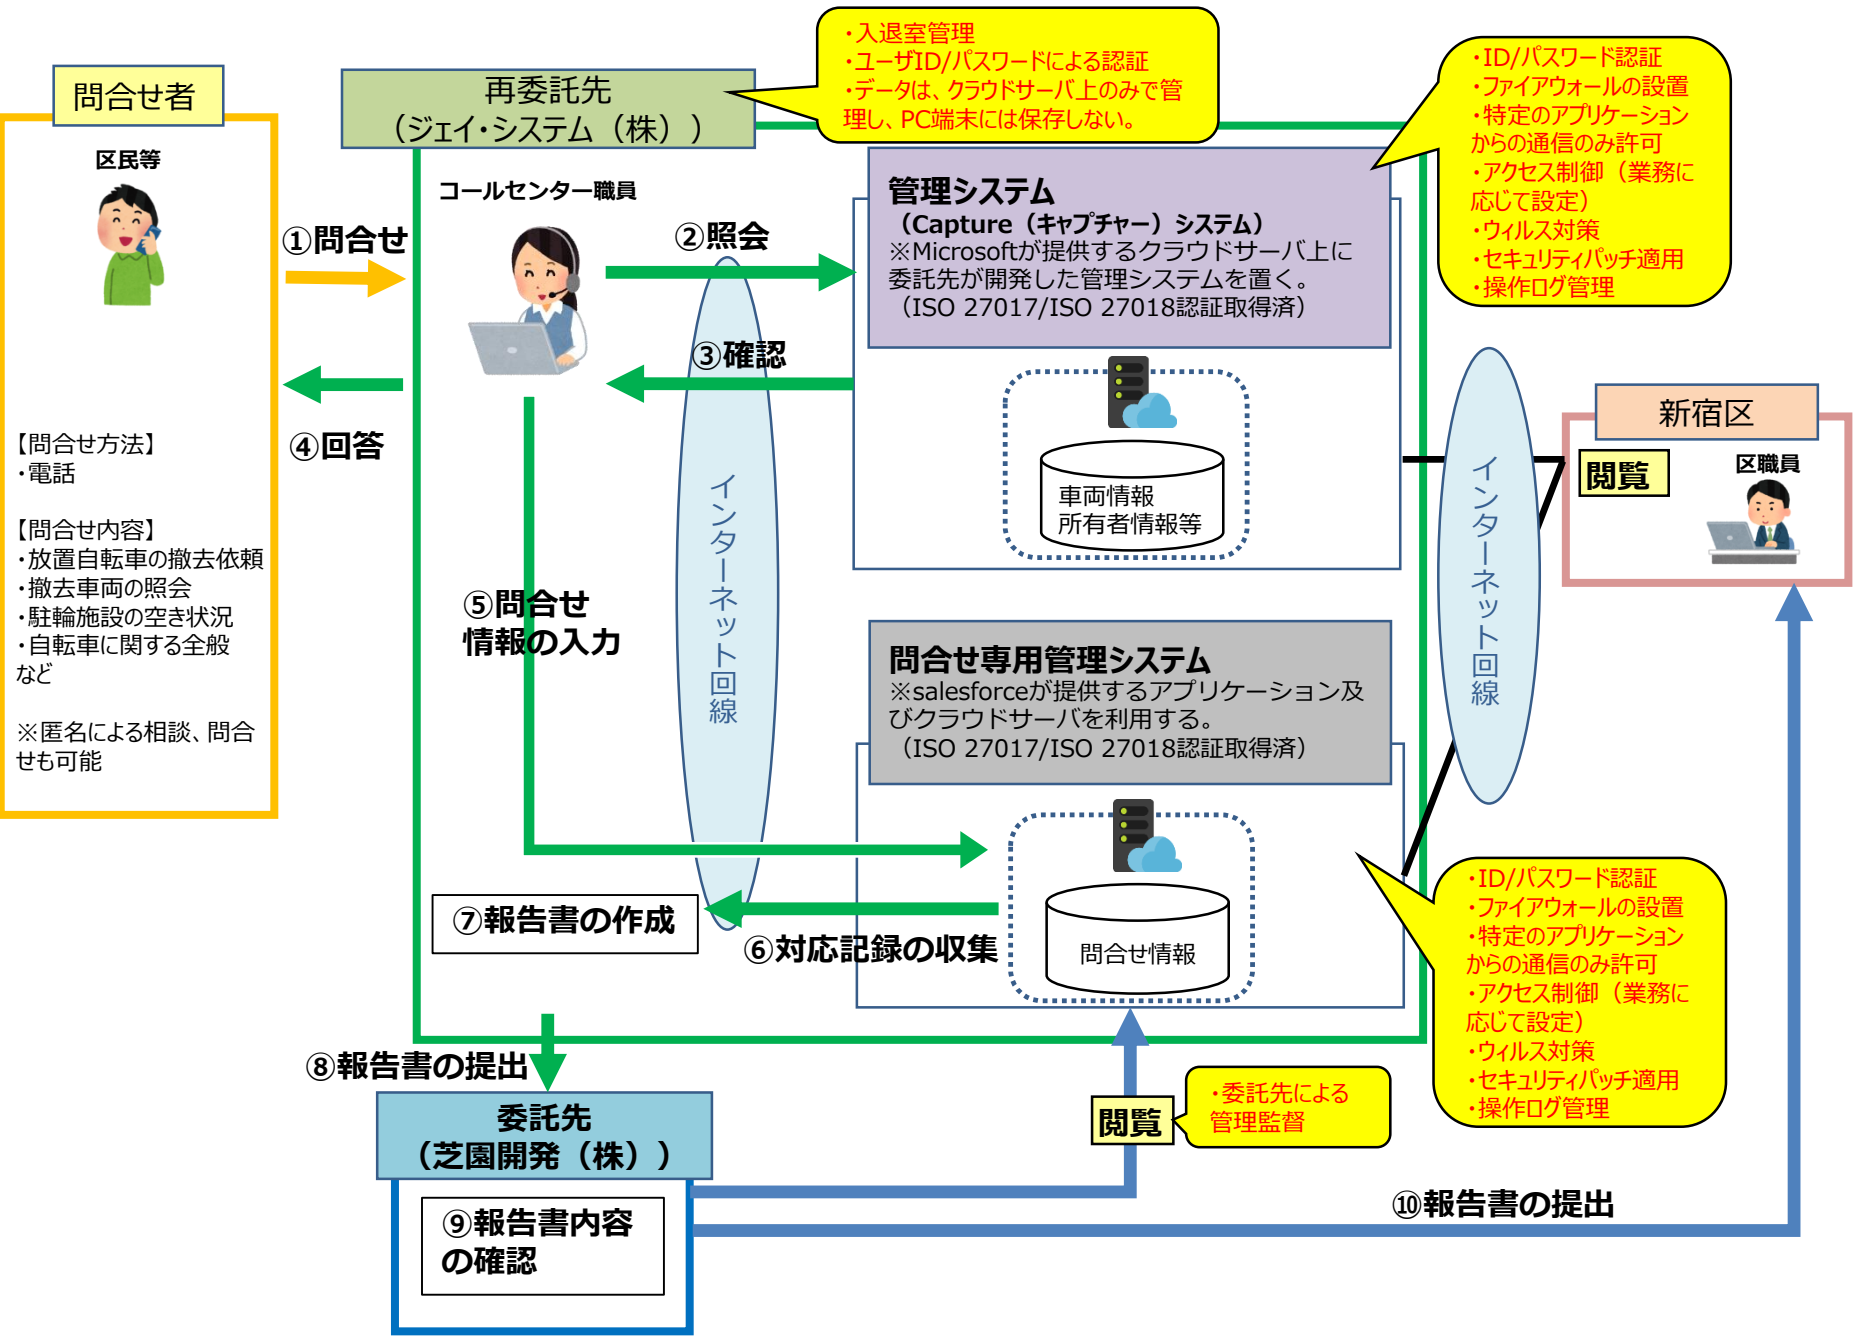 問合せ者
区民等
【問合せ方法】
・電話
【問合せ内容】
・放置自転車の撤去依頼
・撤去車両の照会
・駐輪施設の空き状況
・自転車に関する全般
など
※匿名による相談、問合
せも可能
①問合せ
④回答
再委託先
（ジェイ・システム（株））
・入退室管理
・ユーザID/パスワードによる認証
・データは、クラウドサーバ上のみで管
理し、PC端末には保存しない。
コールセンター職員
②照会
③確認
インターネット回線
⑤問合せ
情報の入力
管理システム
（Capture（キャプチャー）システム）
※Microsoftが提供するクラウドサーバ上に
委託先が開発した管理システムを置く。
（ISO 27017/ISO 27018認証取得済）
車両情報
所有者情報等
・ID/パスワード認証
・ファイアウォールの設置
・特定のアプリケーション
からの通信のみ許可
・アクセス制御（業務に
応じて設定）
・ウィルス対策
・セキュリティパッチ適用
・操作ログ管理
問合せ専用管理システム
※salesforceが提供するアプリケーション及
びクラウドサーバを利用する。
（ISO 27017/ISO 27018認証取得済）
問合せ情報
⑥対応記録の収集
⑦報告書の作成
インターネット回線
新宿区
閲覧
区職員
・ID/パスワード認証
・ファイアウォールの設置
・特定のアプリケーション
からの通信のみ許可
・アクセス制御（業務に
応じて設定）
・ウィルス対策
・セキュリティパッチ適用
・操作ログ管理
⑧報告書の提出
委託先
（芝園開発（株））
⑨報告書内容
の確認
閲覧
・委託先による
管理監督
⑩報告書の提出